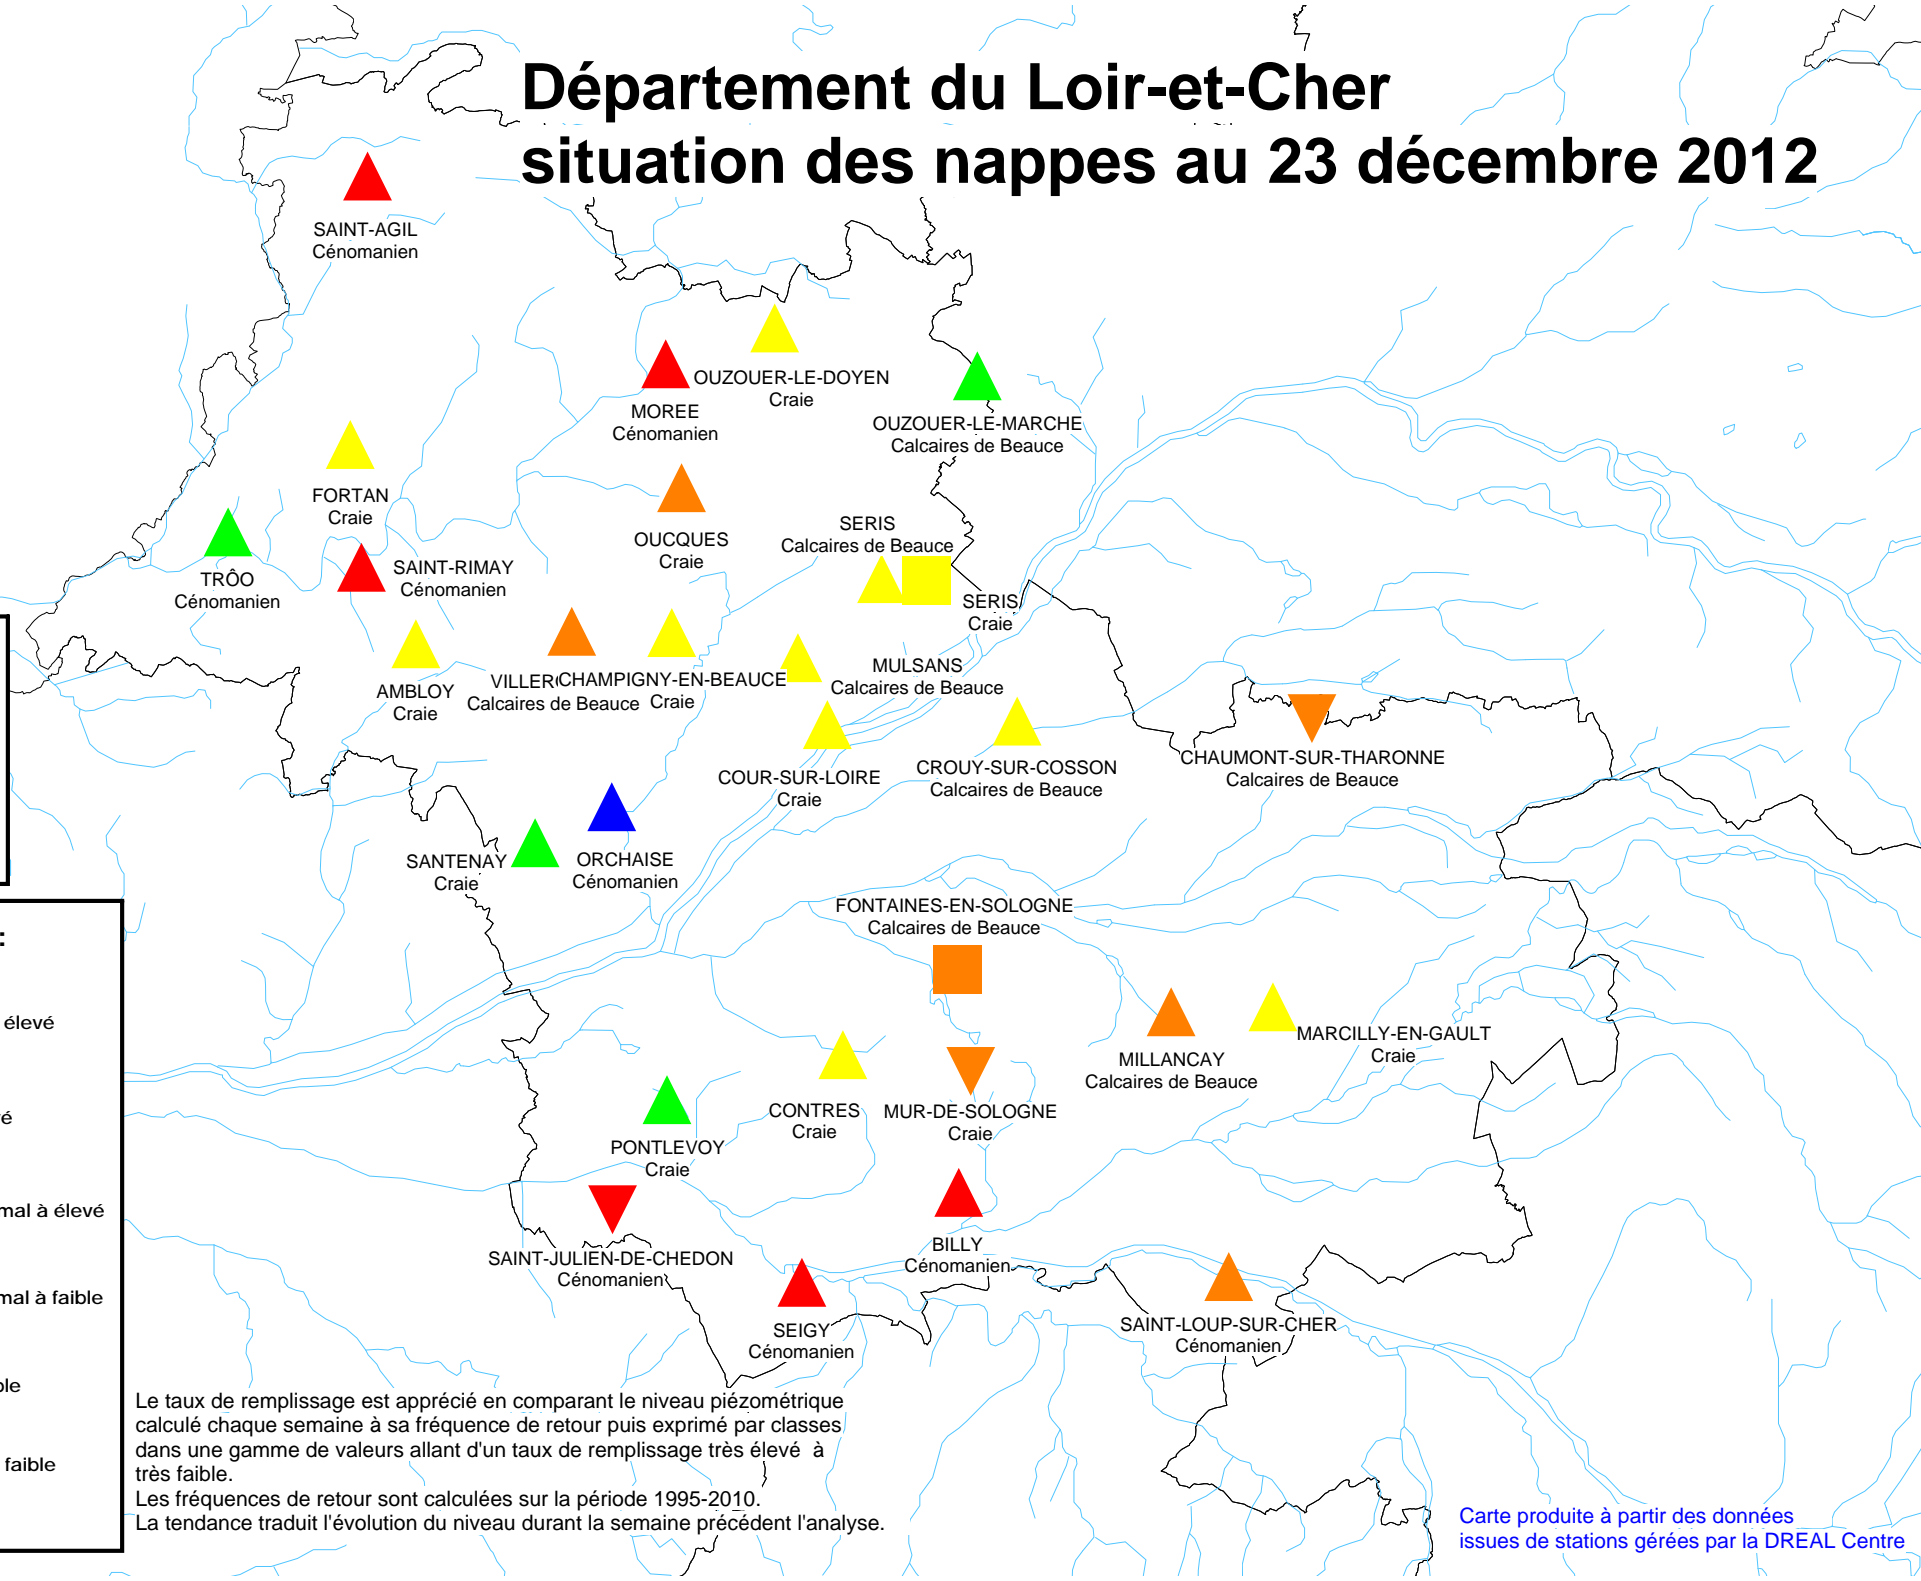 Département du Loir-et-Cher
situation des nappes au 23 décembre 2012
SAINT-AGIL
Cénomanien
OUZOUER-LE-DOYEN
Craie
MOREE
Cénomanien
OUZOUER-LE-MARCHE
Calcaires de Beauce
FORTAN
Craie
OUCQUES
Craie
SERIS
Calcaires de Beauce
TRÔO
Cénomanien
SAINT-RIMAY
Cénomanien
SERIS
Craie
AMBLOY
Craie
VILLER
Calcaires de Beauce
CHAMPIGNY-EN-BEAUCE
Craie
MULSANS
Calcaires de Beauce
COUR-SUR-LOIRE
Craie
CROUY-SUR-COSSON
Calcaires de Beauce
CHAUMONT-SUR-THARONNE
Calcaires de Beauce
SANTENAY
Craie
ORCHAISE
Cénomanien
FONTAINES-EN-SOLOGNE
Calcaires de Beauce
MILLANCAY
Calcaires de Beauce
MARCILLY-EN-GAULT
Craie
CONTRES
Craie
MUR-DE-SOLOGNE
Craie
PONTLEVOY
Craie
SAINT-JULIEN-DE-CHEDON
Cénomanien
BILLY
Cénomanien
SEIGY
Cénomanien
SAINT-LOUP-SUR-CHER
Cénomanien
:
élevé
é
mal à élevé
mal à faible
ble
faible
Le taux de remplissage est apprécié en comparant le niveau piézométrique
calculé chaque semaine à sa fréquence de retour puis exprimé par classes
dans une gamme de valeurs allant d'un taux de remplissage très élevé à
très faible.
Les fréquences de retour sont calculées sur la période 1995-2010.
La tendance traduit l'évolution du niveau durant la semaine précédent l'analyse.
Carte produite à partir des données
issues de stations gérées par la DREAL Centre